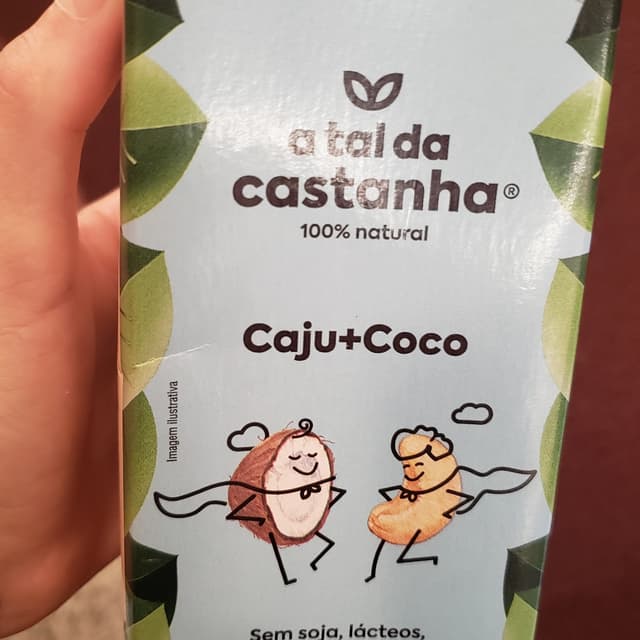 a tal da
castanha®
100% natural
Caju+Coco
Imagem ilustrativa
Sem soja, lácteos,